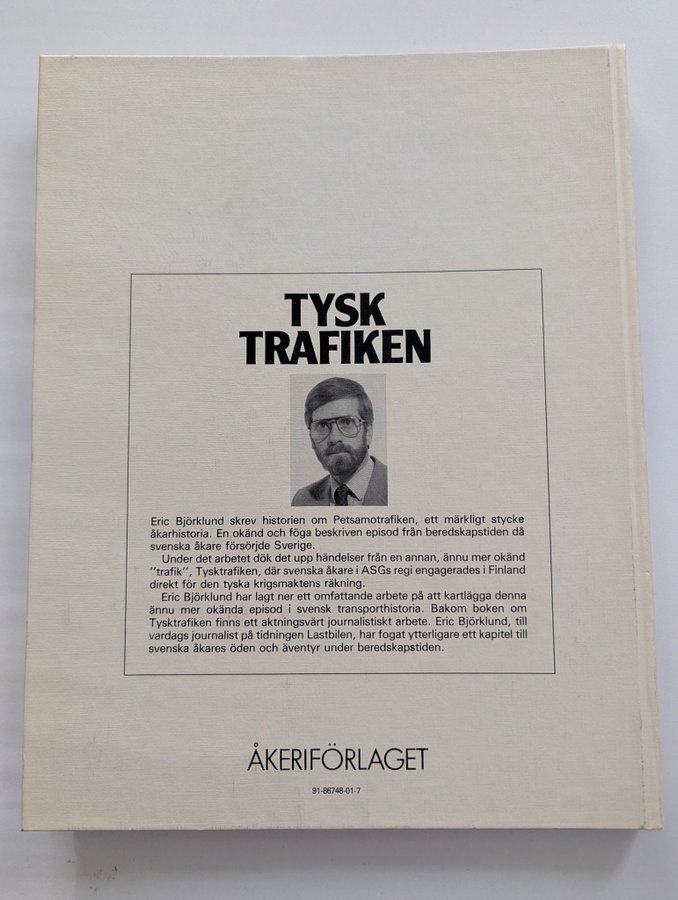 TYSK
TRAFIKEN
Eric Björklund skrev historien om Petsamotrafiken, ett märkligt stycke
åkarhistoria. En okänd och föga beskriven episod från beredskapstiden då
svenska åkare försörjde Sverige.
Under det arbetet dök det upp händelser från en annan, ännu mer okänd
''trafik'', Tysktrafiken, där svenska åkare i ASGs regi engagerades i Finland
direkt för den tyska krigsmaktens räkning.
Eric Björklund har lagt ner ett omfattande arbete på att kartlägga denna
ännu mer okända episod i svensk transporthistoria. Bakom boken om
Tysktrafiken finns ett aktningsvärt journalistiskt arbete. Eric Björklund, till
vardags journalist på tidningen Lastbilen, har fogat ytterligare ett kapitel till
svenska åkares öden och äventyr under beredskapstiden.
ÅKERIFÖRLAGET
91-86748-01-7